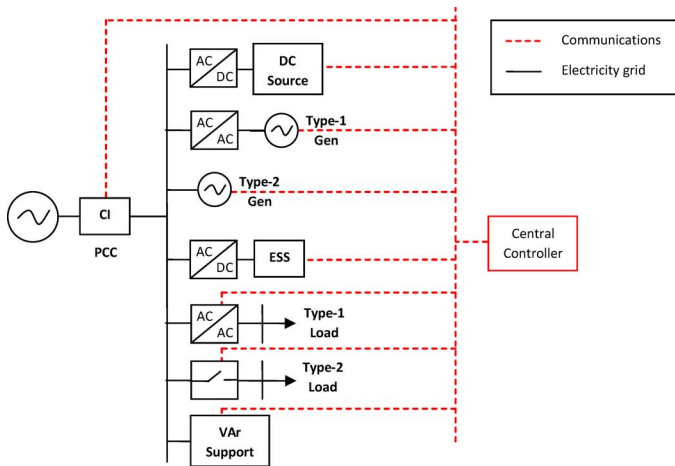 Communications
Electricity grid
AC
DC
DC
Source
AC
AC
Type-1
Gen
Type-2
Gen
CI
PCC
Central
Controller
AC
DC
ESS
AC
AC
Type-1
Load
Type-2
Load
VAr
Support